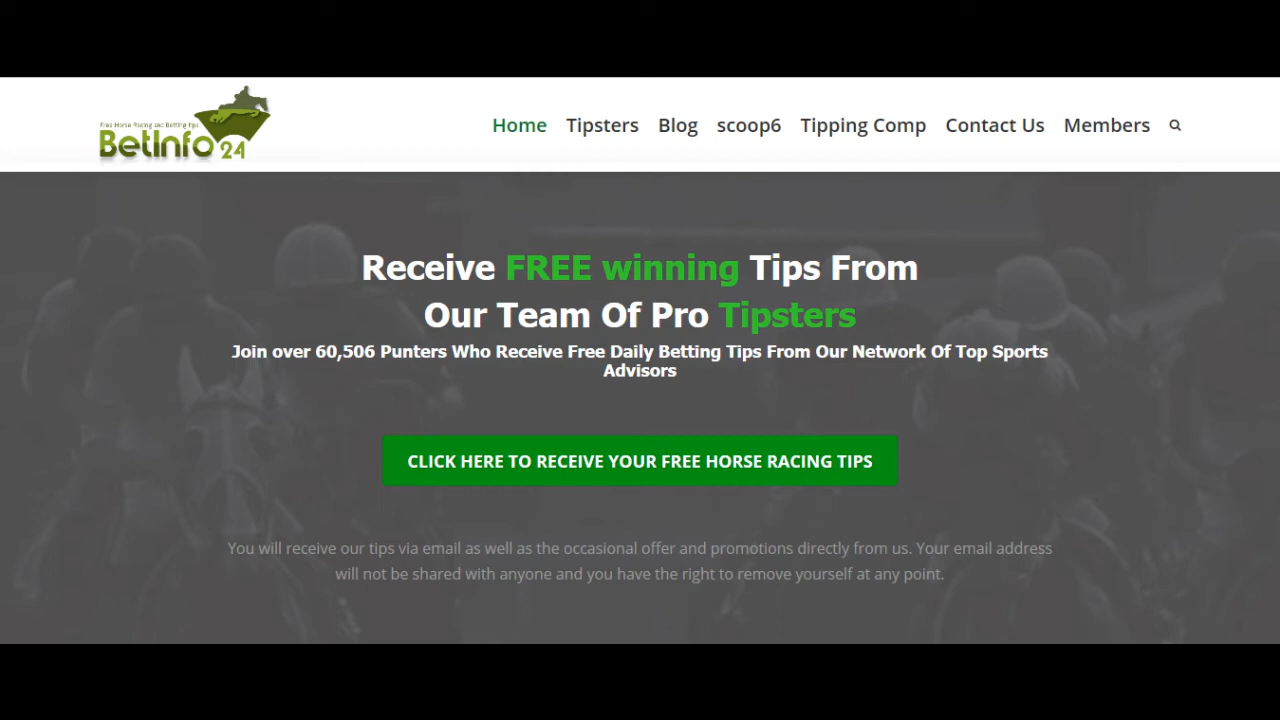 Free Horse Racing and Betting tips
BetInfo24
Home Tipsters Blog scoop6 Tipping Comp Contact Us Members
Receive FREE winning Tips From
Our Team Of Pro Tipsters
Join over 60,506 Punters Who Receive Free Daily Betting Tips From Our Network Of Top Sports
Advisors
CLICK HERE TO RECEIVE YOUR FREE HORSE RACING TIPS
You will receive our tips via email as well as the occasional offer and promotions directly from us. Your email address
will not be shared with anyone and you have the right to remove yourself at any point.